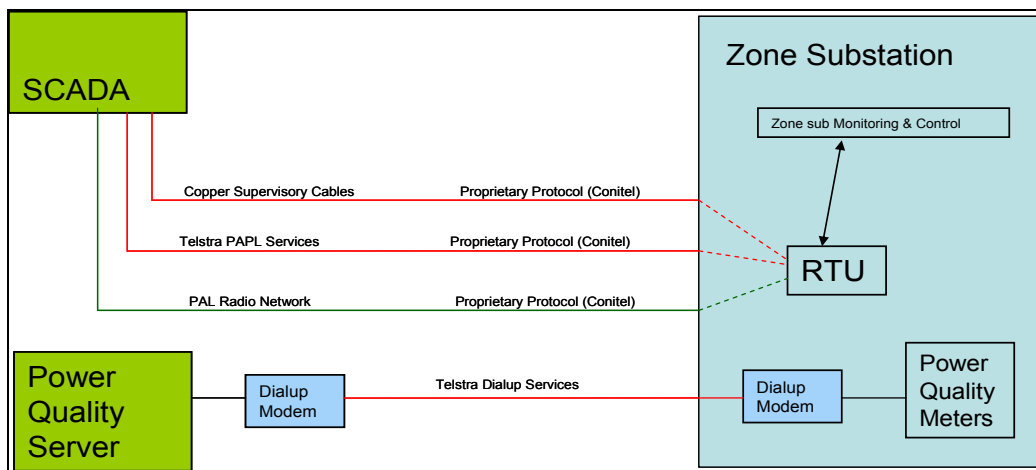 SCADA
Zone Substation
Zone sub Monitoring & Control
Copper Supervisory Cables Proprietary Protocol (Conitel)
Telstra PAPL Services Proprietary Protocol (Conitel)
RTU
PAL Radio Network Proprietary Protocol (Conitel)
Power
Quality
Server
Dialup
Modem
Telstra Dialup Services
Dialup
Modem
Power
Quality
Meters